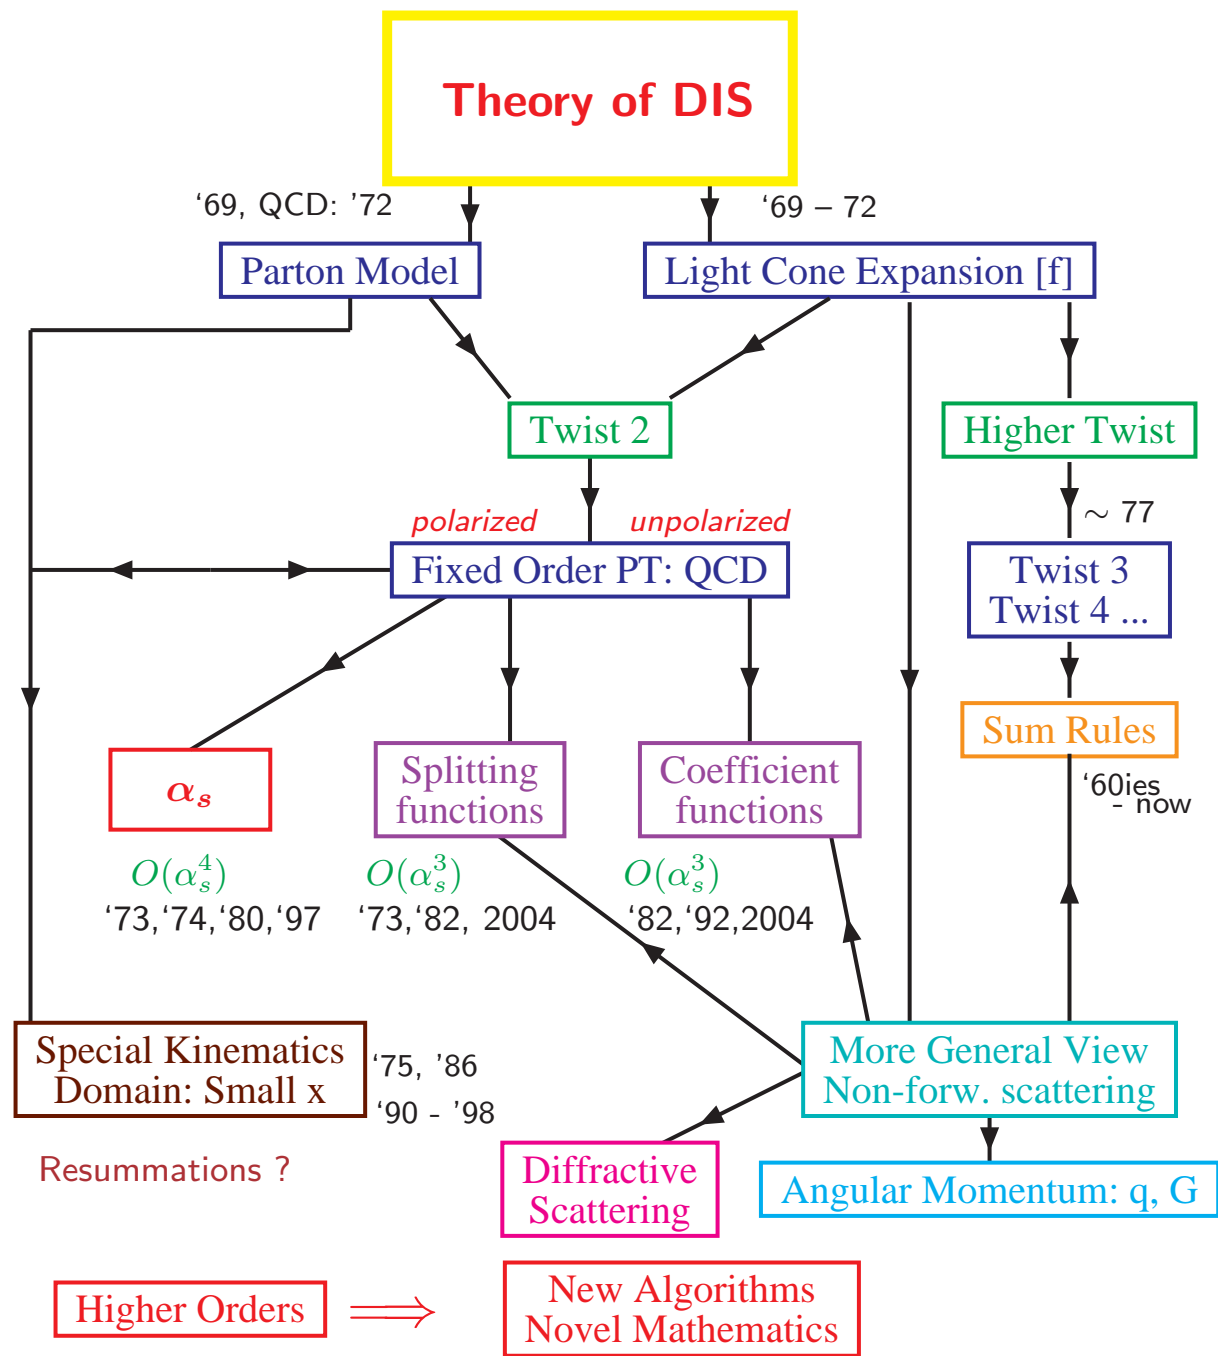 Theory of DIS
‘69, QCD: ’72
‘69 – 72
Parton Model
Light Cone Expansion [f]
Twist 2
Higher Twist
∼ 77
polarized
unpolarized
Fixed Order PT: QCD
Twist 3
Twist 4 ...
Sum Rules
‘60ies
- now
αₛ
Splitting
functions
Coefficient
functions
O(αₛ⁴)
O(αₛ³)
O(αₛ³)
‘73,‘74,‘80,‘97
‘73,‘82, 2004
‘82,‘92,2004
Special Kinematics
Domain: Small x
‘75, ‘86
‘90 - ’98
More General View
Non-forw. scattering
Resummations ?
Diffractive
Scattering
Angular Momentum: q, G
Higher Orders
⟹
New Algorithms
Novel Mathematics